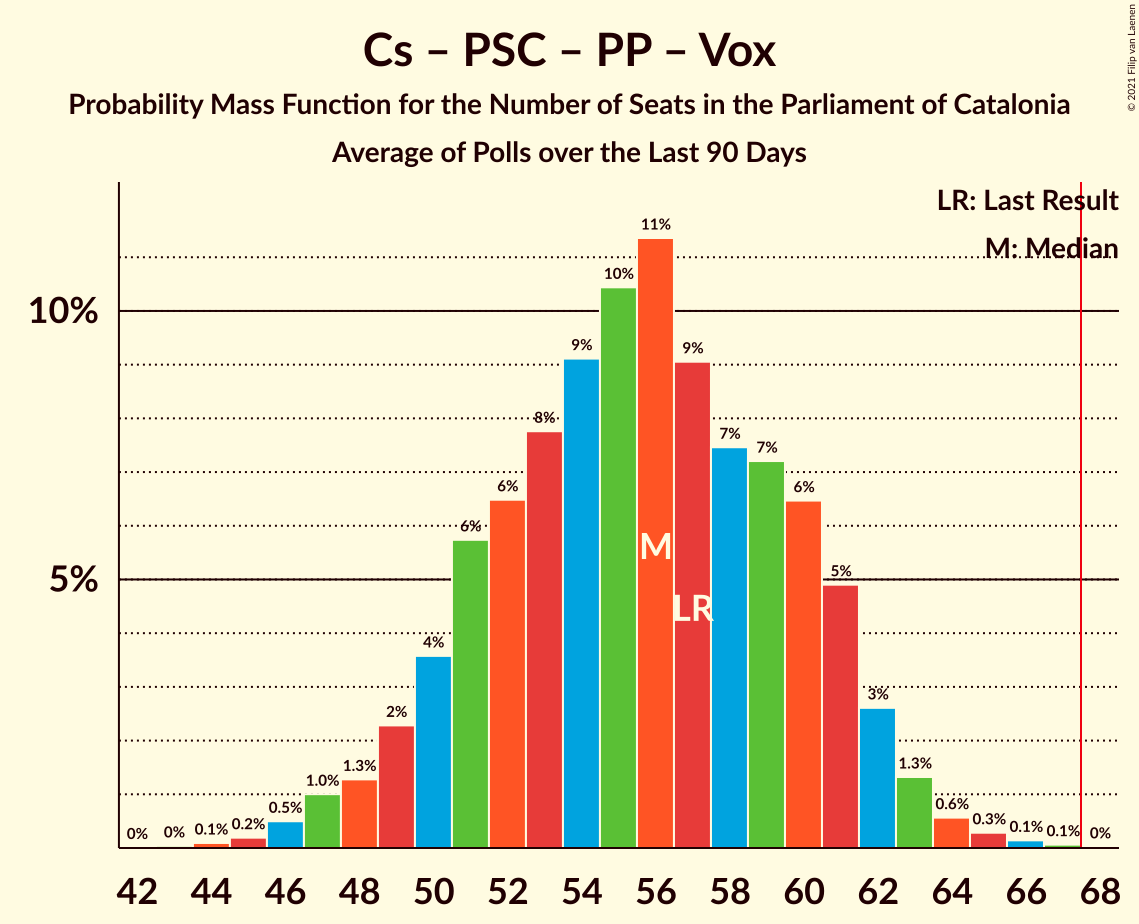 Cs – PSC – PP – Vox
Probability Mass Function for the Number of Seats in the Parliament of Catalonia
Average of Polls over the Last 90 Days
© 2021 Filip van Laenen
LR: Last Result
M: Median
10%
5%
0% 0% 0.1% 0.2% 0.5% 1.0% 1.3% 2% 4% 6% 6% 8% 9% 10% 11% 9% 7% 7% 6% 5% 3% 1.3% 0.6% 0.3% 0.1% 0.1% 0%
M
LR
42 44 46 48 50 52 54 56 58 60 62 64 66 68